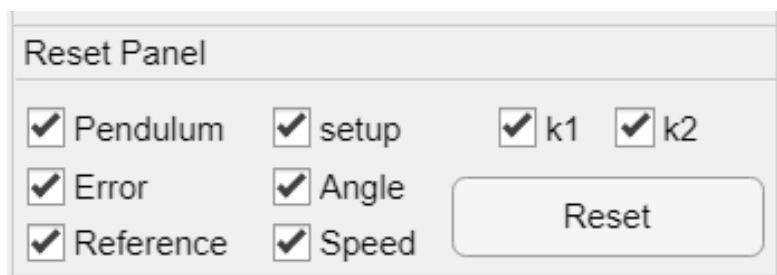 Reset Panel
Pendulum setup k1 k2
Error Angle
Reset
Reference Speed